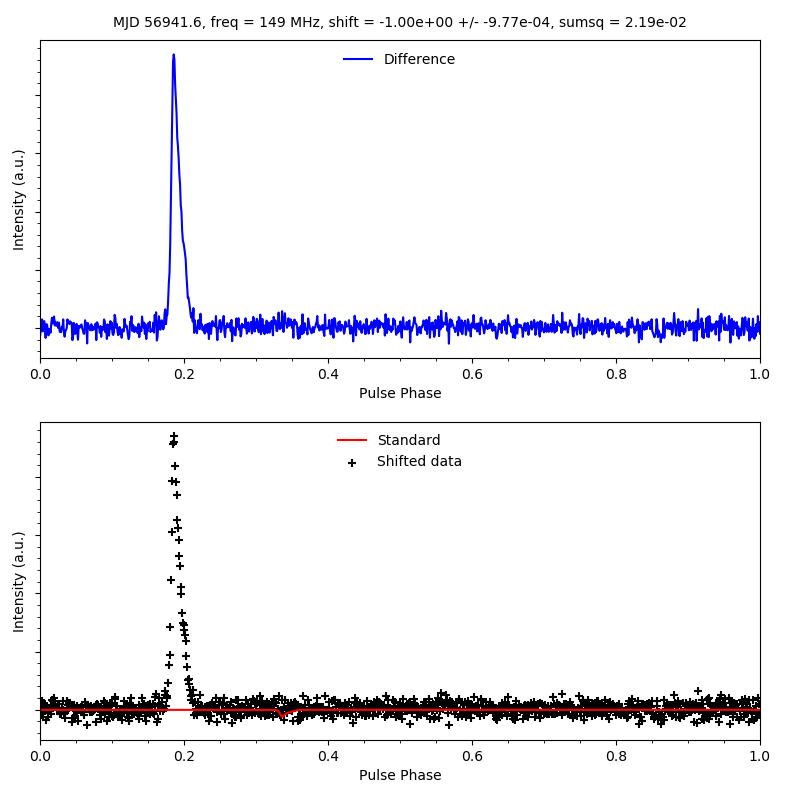 MJD 56941.6, freq = 149 MHz, shift = -1.00e+00 +/- -9.77e-04, sumsq = 2.19e-02
Difference
Intensity (a.u.)
0.0 0.2 0.4 0.6 0.8 1.0
Pulse Phase
Standard
Shifted data
Intensity (a.u.)
0.0 0.2 0.4 0.6 0.8 1.0
Pulse Phase